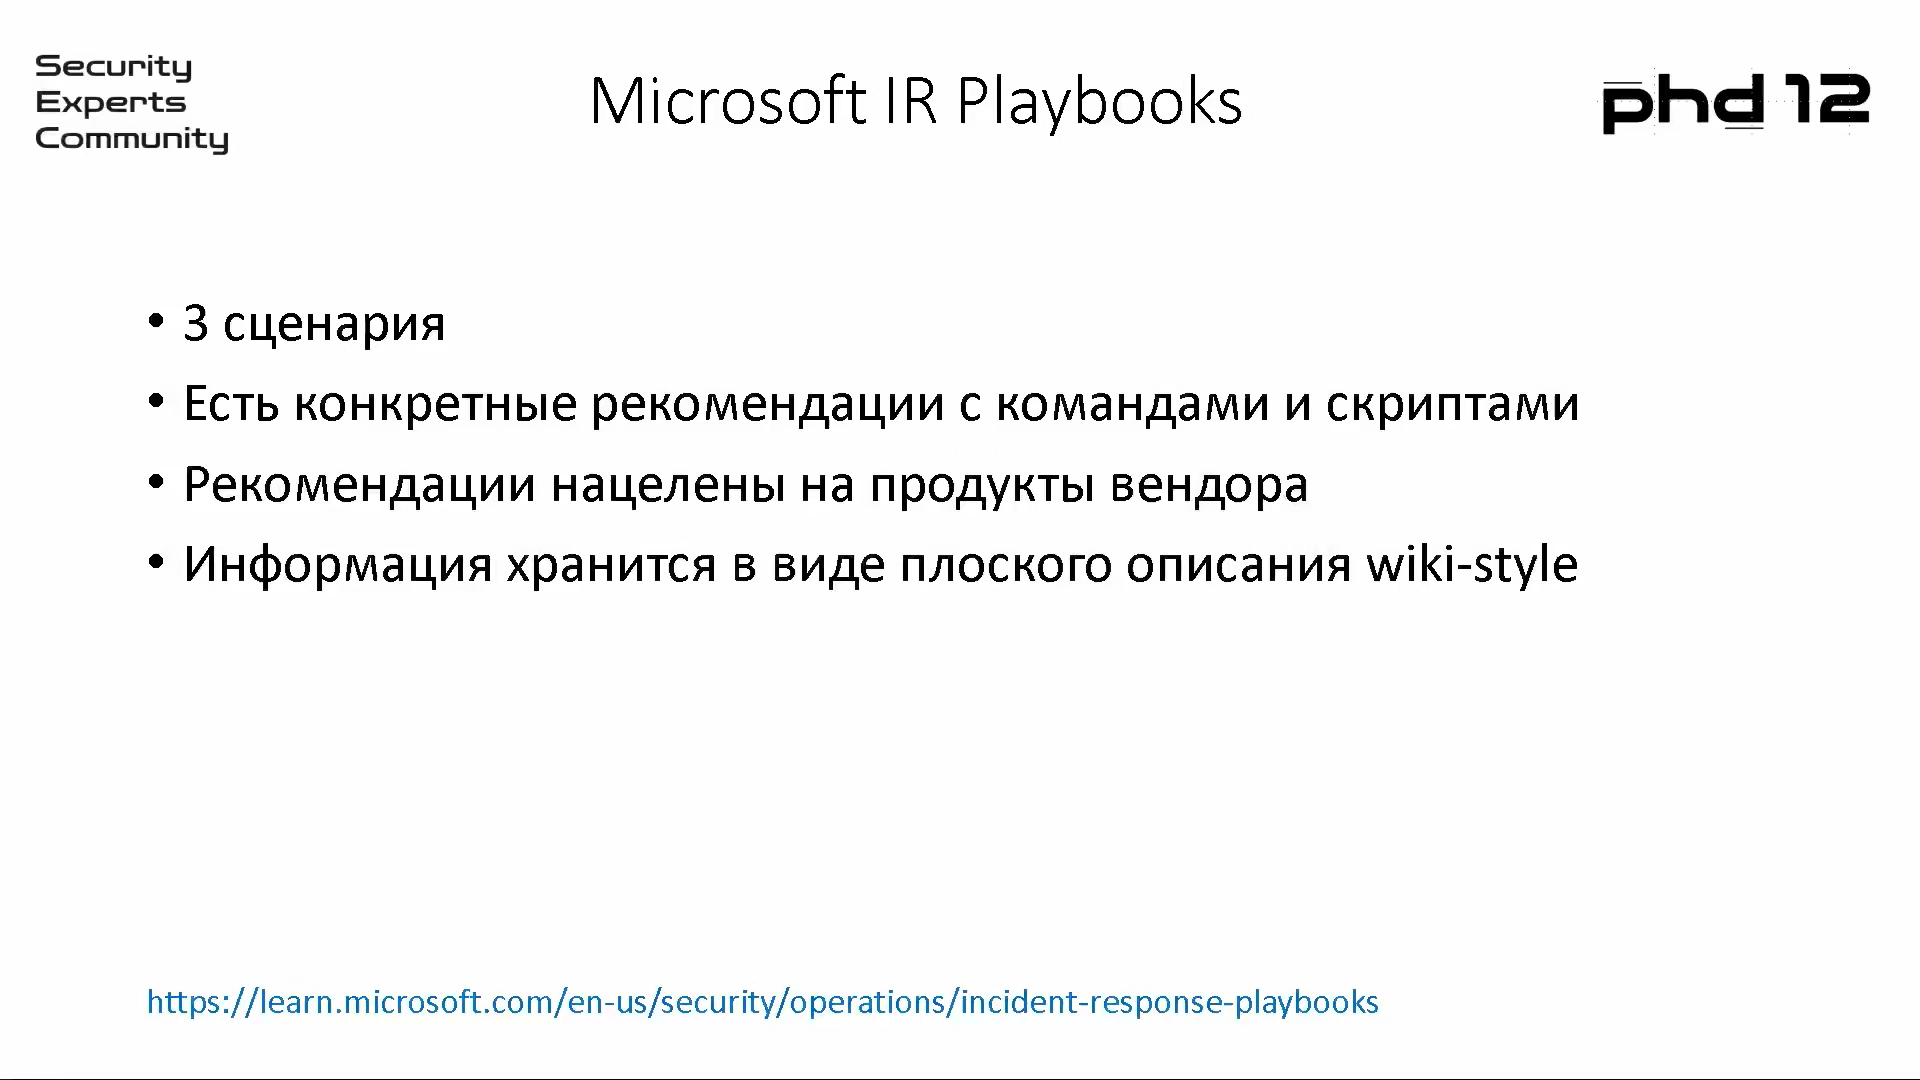 Security
Experts
Community
Microsoft IR Playbooks
phd 12
• 3 сценария
• Есть конкретные рекомендации с командами и скриптами
• Рекомендации нацелены на продукты вендора
• Информация хранится в виде плоского описания wiki-style
https://learn.microsoft.com/en-us/security/operations/incident-response-playbooks